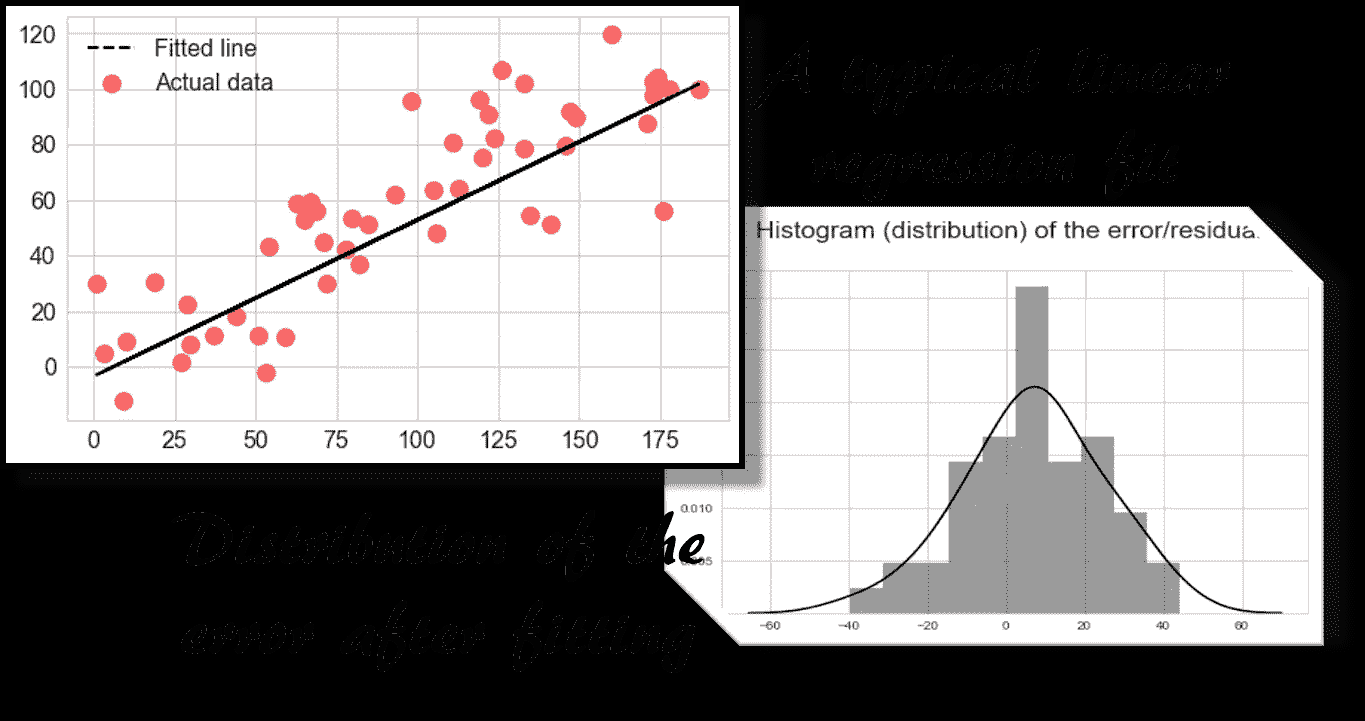 120
100
80
60
40
20
0
Fitted line
Actual data
0 25 50 75 100 125 150 175
A typical linear
regression fit
Histogram (distribution) of the error/residua
0.010
0.005
−60 −40 −20 0 20 40 60
Distribution of the
error after fitting